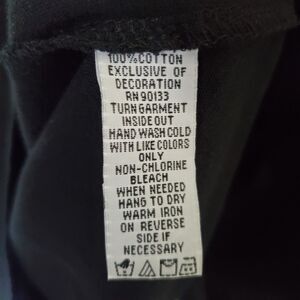 100% COTTON
EXCLUSIVE OF
DECORATION
RN 90133
TURN GARMENT
INSIDE OUT
HAND WASH COLD
WITH LIKE COLORS
ONLY
NON-CHLORINE
BLEACH
WHEN NEEDED
HANG TO DRY
WARM IRON
ON REVERSE
SIDE IF
NECESSARY